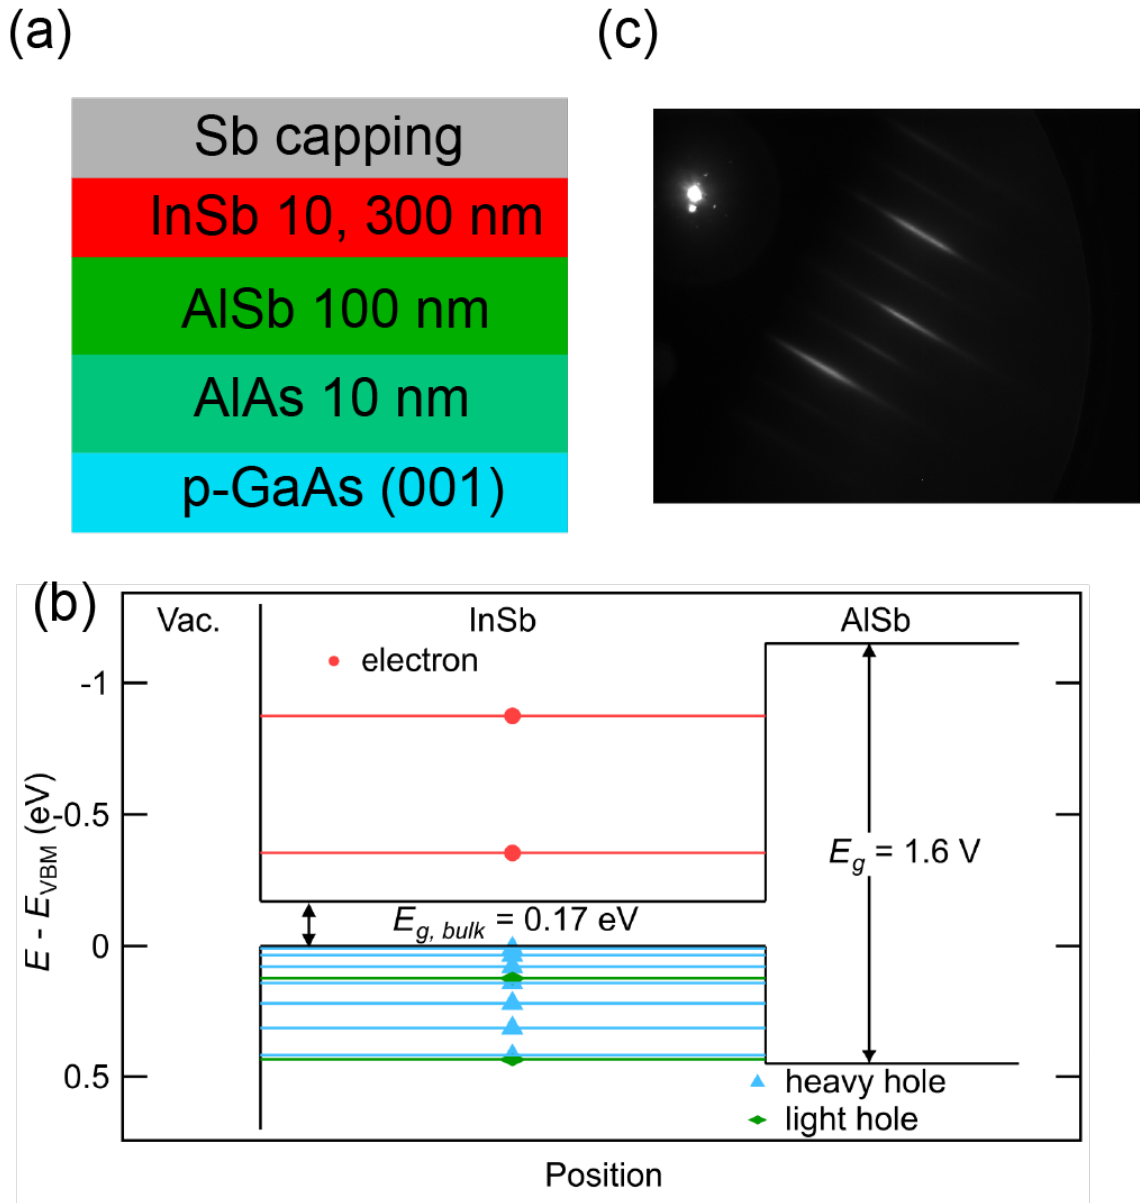 (a)
Sb capping
InSb 10, 300 nm
AlSb 100 nm
AlAs 10 nm
p-GaAs (001)
(c)
(b)
Vac.
InSb
AlSb
electron
-1
-0.5
0
0.5
E - E_VBM (eV)
E_g, bulk = 0.17 eV
E_g = 1.6 V
heavy hole
light hole
Position